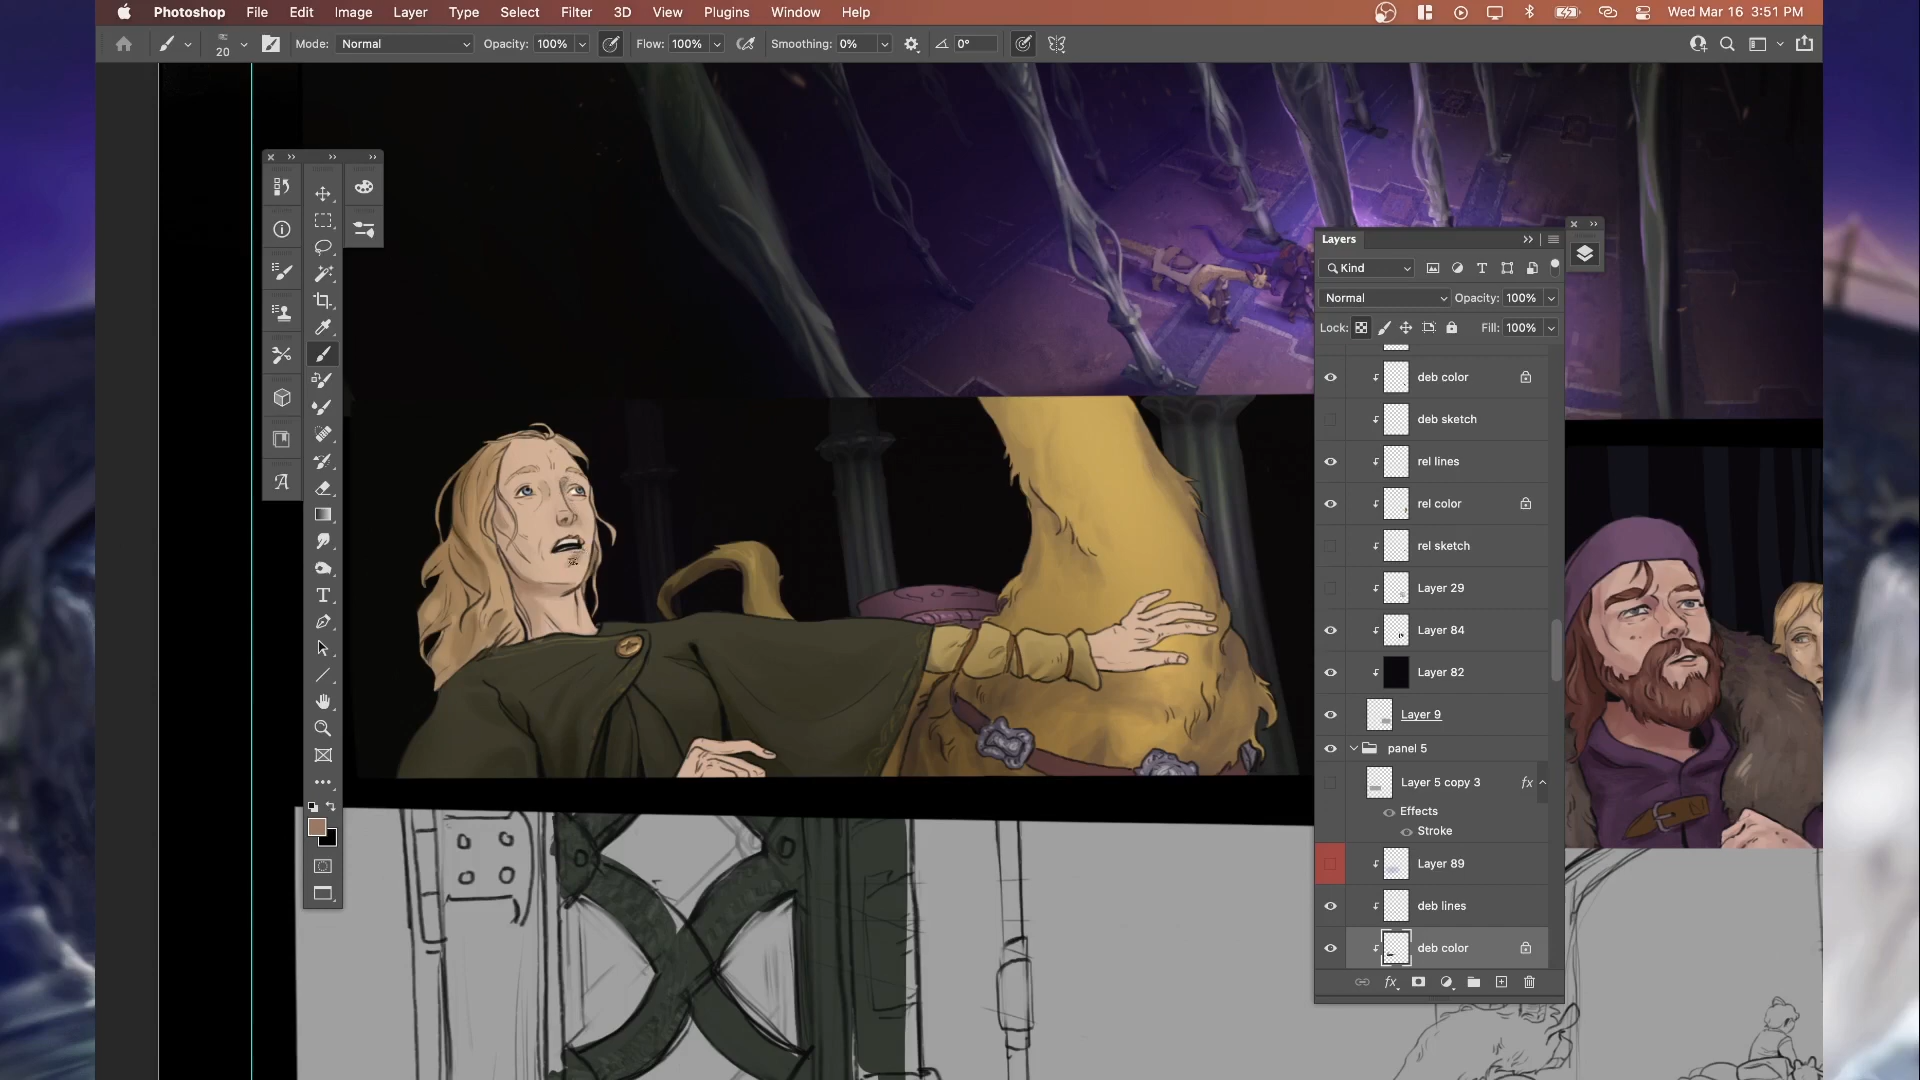 Photoshop File Edit Image Layer Type Select Filter 3D View Plugins Window Help Wed Mar 16 3:51 PM
20 Mode: Normal Opacity: 100% Flow: 100% Smoothing: 0% 0°
Layers
Kind
Normal Opacity: 100%
Lock: Fill: 100%
deb color
deb sketch
rel lines
rel color
rel sketch
Layer 29
Layer 84
Layer 82
Layer 9
panel 5
Layer 5 copy 3 fx
Effects
Stroke
Layer 89
deb lines
deb color
fx